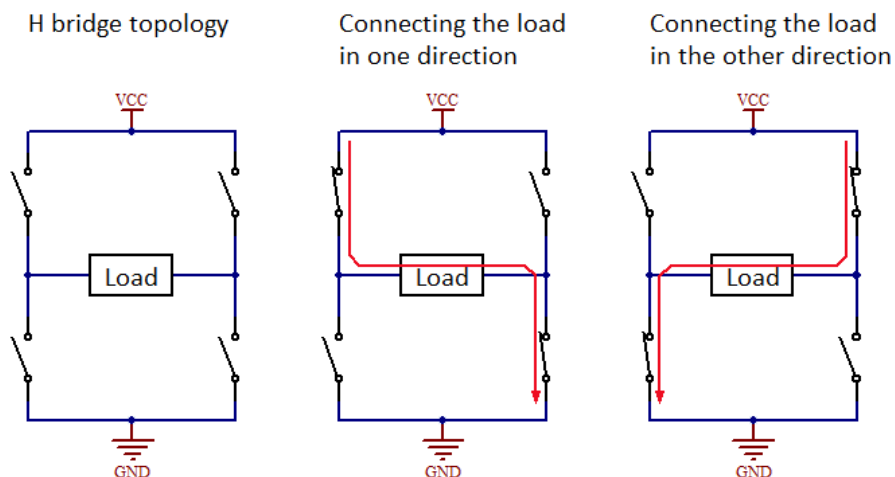 H bridge topology
Connecting the load
in one direction
Connecting the load
in the other direction
VCC
VCC
VCC
Load
Load
Load
GND
GND
GND